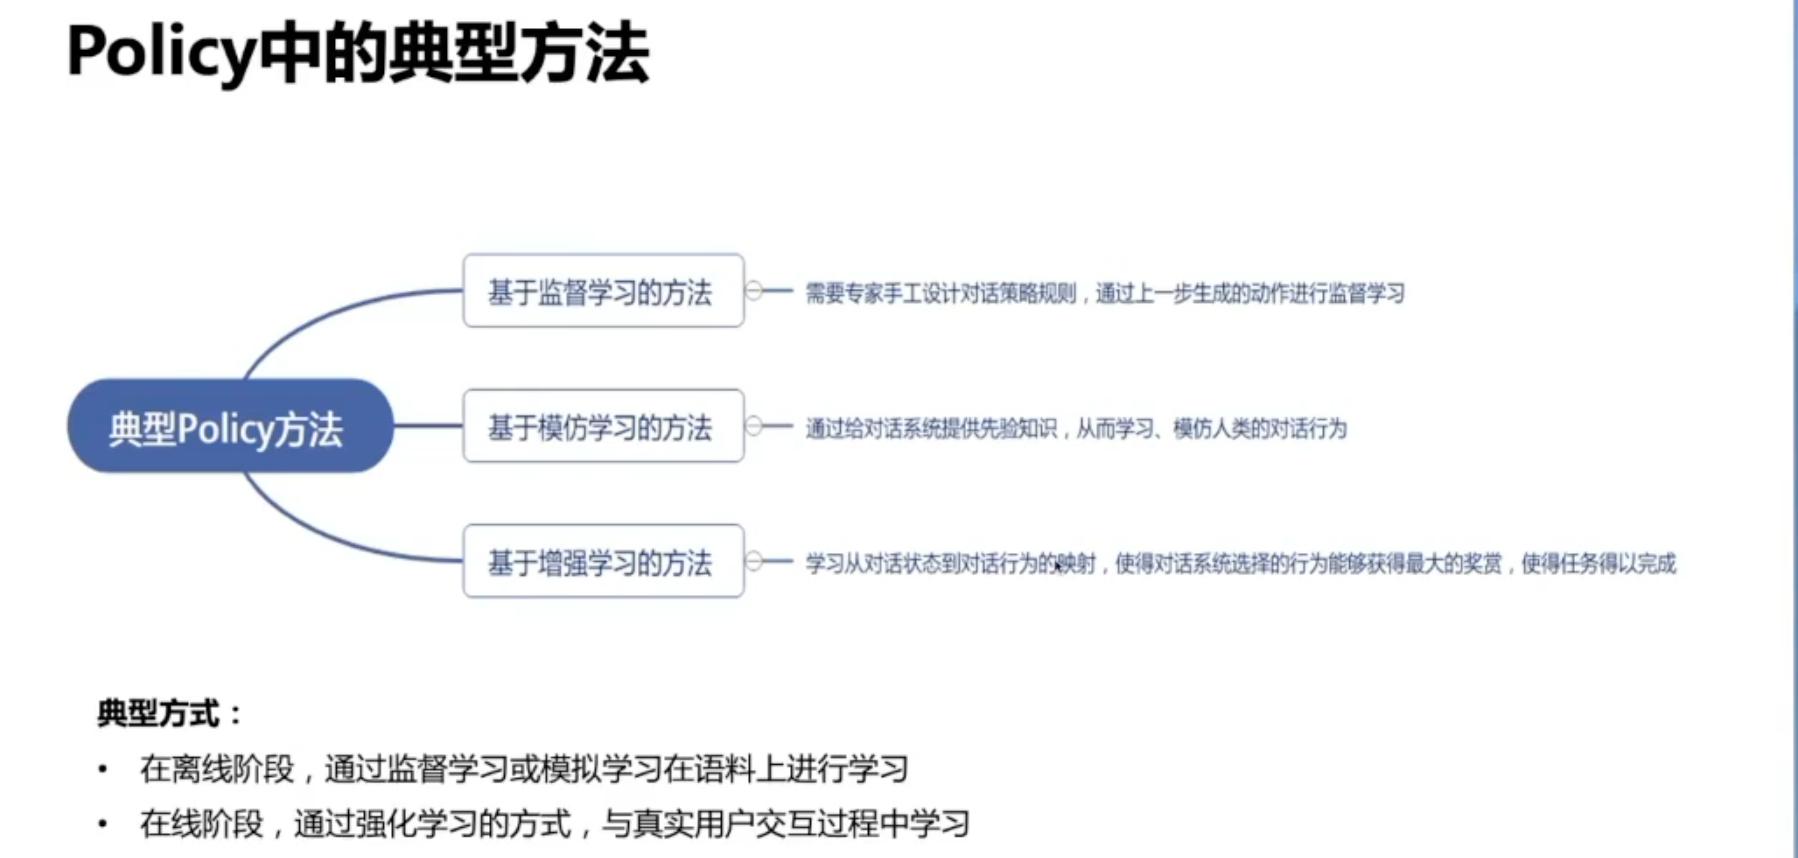 Policy中的典型方法
典型Policy方法
基于监督学习的方法
需要专家手工设计对话策略规则，通过上一步生成的动作进行监督学习
基于模仿学习的方法
通过给对话系统提供先验知识，从而学习、模仿人类的对话行为
基于增强学习的方法
学习从对话状态到对话行为的映射，使得对话系统选择的行为能够获得最大的奖赏，使得任务得以完成
典型方式：
• 在离线阶段，通过监督学习或模拟学习在语料上进行学习
• 在线阶段，通过强化学习的方式，与真实用户交互过程中学习